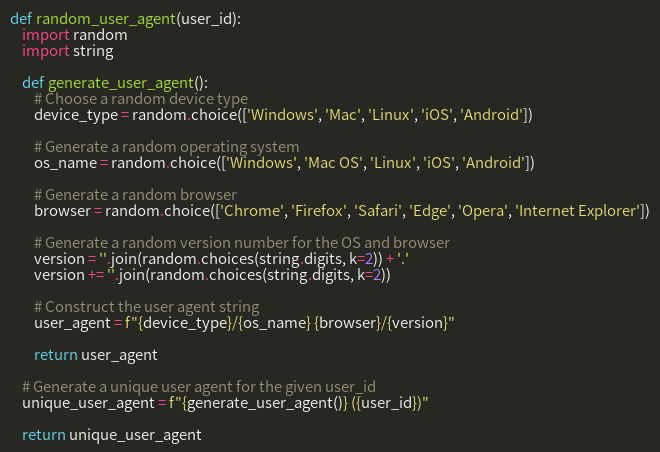 def random_user_agent(user_id):
import random
import string
def generate_user_agent():
# Choose a random device type
device_type = random.choice(['Windows', 'Mac', 'Linux', 'iOS', 'Android'])
# Generate a random operating system
os_name = random.choice(['Windows', 'Mac OS', 'Linux', 'iOS', 'Android'])
# Generate a random browser
browser = random.choice(['Chrome', 'Firefox', 'Safari', 'Edge', 'Opera', 'Internet Explorer'])
# Generate a random version number for the OS and browser
version = ''.join(random.choices(string.digits, k=2)) + '.'
version += ''.join(random.choices(string.digits, k=2))
# Construct the user agent string
user_agent = f"{device_type}/{os_name} {browser}/{version}"
return user_agent
# Generate a unique user agent for the given user_id
unique_user_agent = f"{generate_user_agent()} ({user_id})"
return unique_user_agent